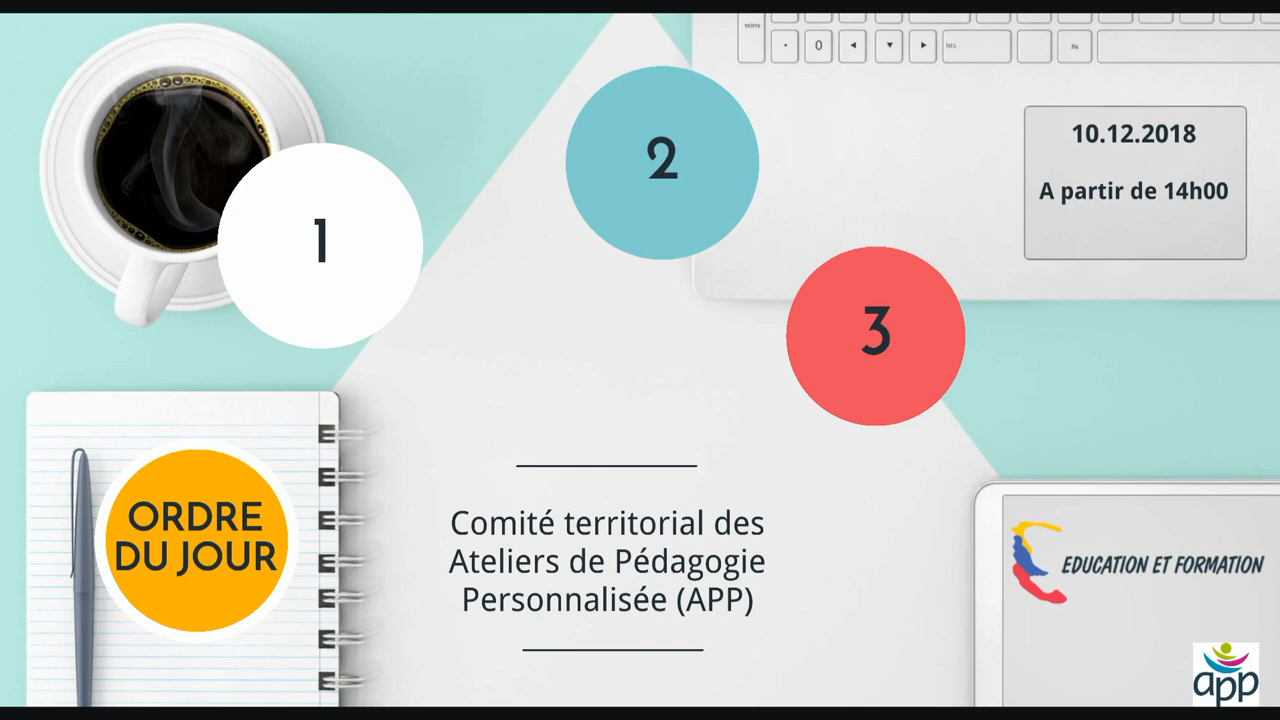 1
2
3
10.12.2018
A partir de 14h00
ORDRE
DU JOUR
Comité territorial des
Ateliers de Pédagogie
Personnalisée (APP)
EDUCATION ET FORMATION
app
0